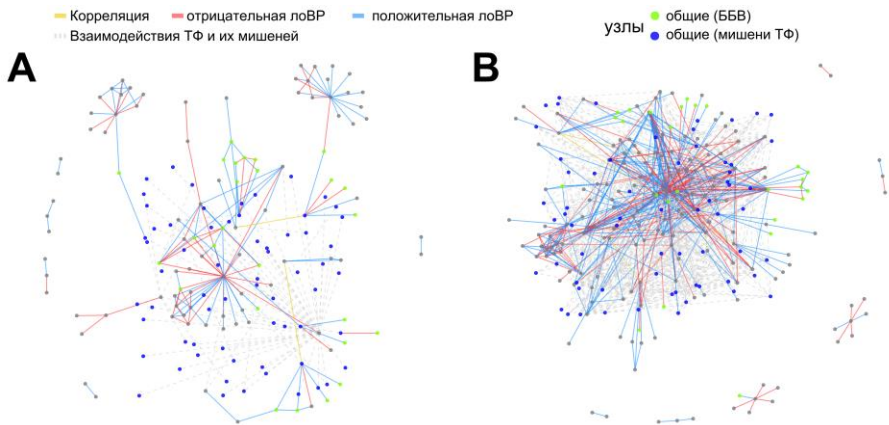 Корреляция отрицательная лоВР положительная лоВР
Взаимодействия ТФ и их мишеней
узлы
общие (ББВ)
общие (мишени ТФ)
A
B